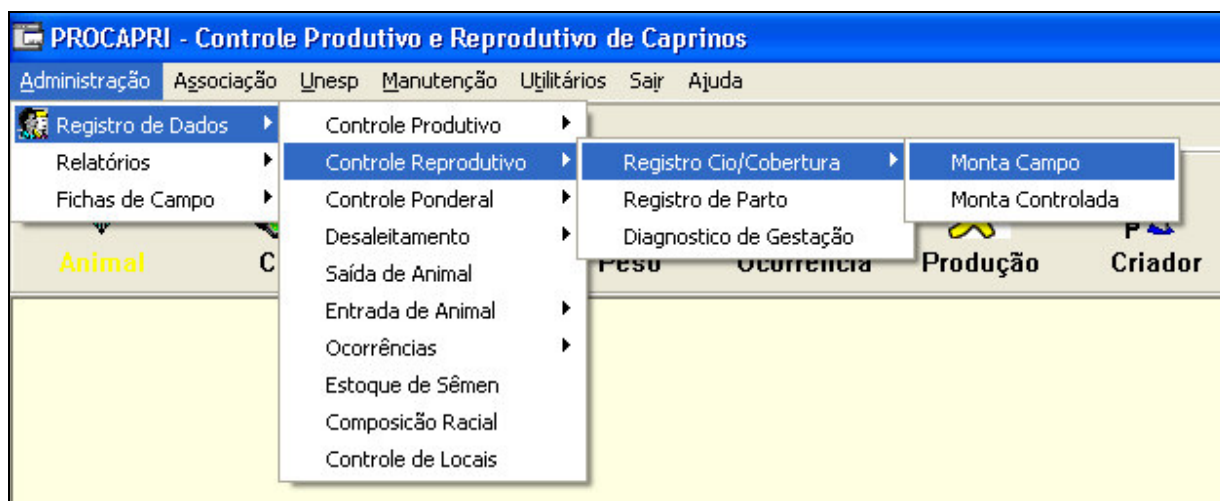 PROCAPRI - Controle Produtivo e Reprodutivo de Caprinos
Administração Associação Unesp Manutenção Utilitários Sair Ajuda
Registro de Dados
Relatórios
Fichas de Campo
Controle Produtivo
Controle Reprodutivo
Controle Ponderal
Desaleitamento
Saída de Animal
Entrada de Animal
Ocorrências
Estoque de Sêmen
Composicão Racial
Controle de Locais
Registro Cio/Cobertura
Registro de Parto
Diagnostico de Gestação
Monta Campo
Monta Controlada
Animal C Peso Ocorrência Produção Criador